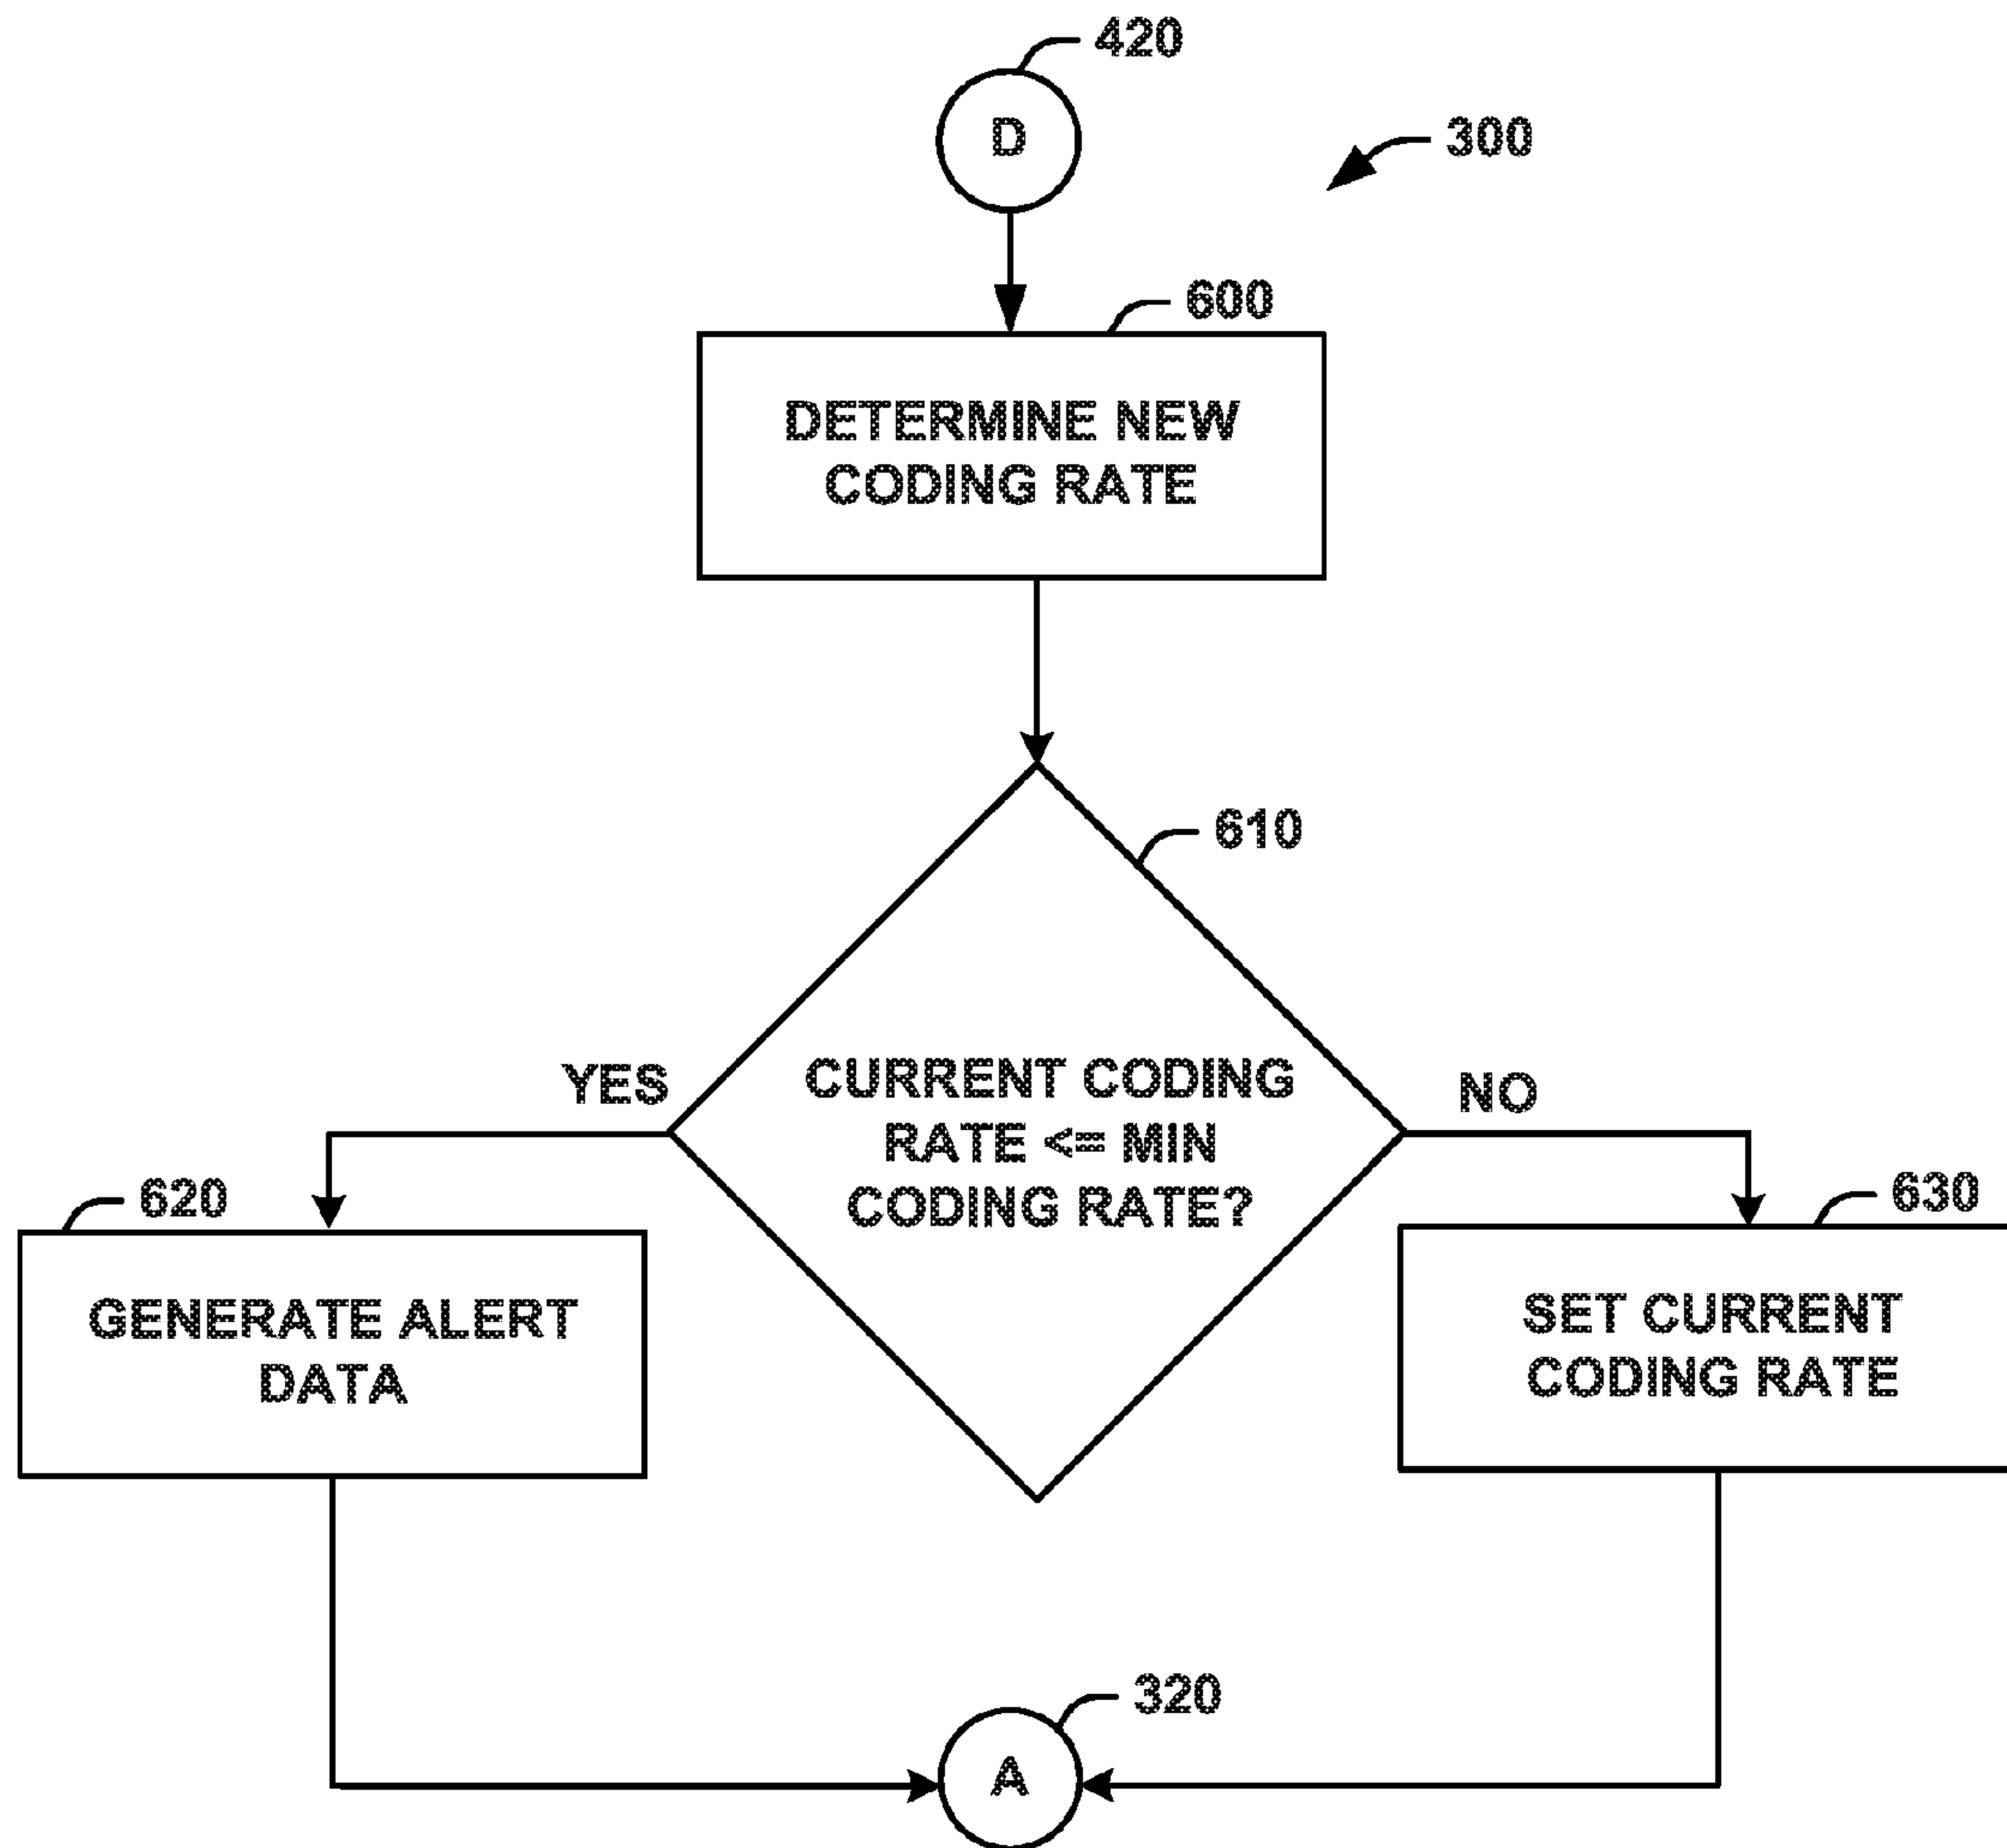 420
D
300
600
DETERMINE NEW
CODING RATE
610
YES
CURRENT CODING
RATE <= MIN
CODING RATE?
NO
620
GENERATE ALERT
DATA
630
SET CURRENT
CODING RATE
320
A